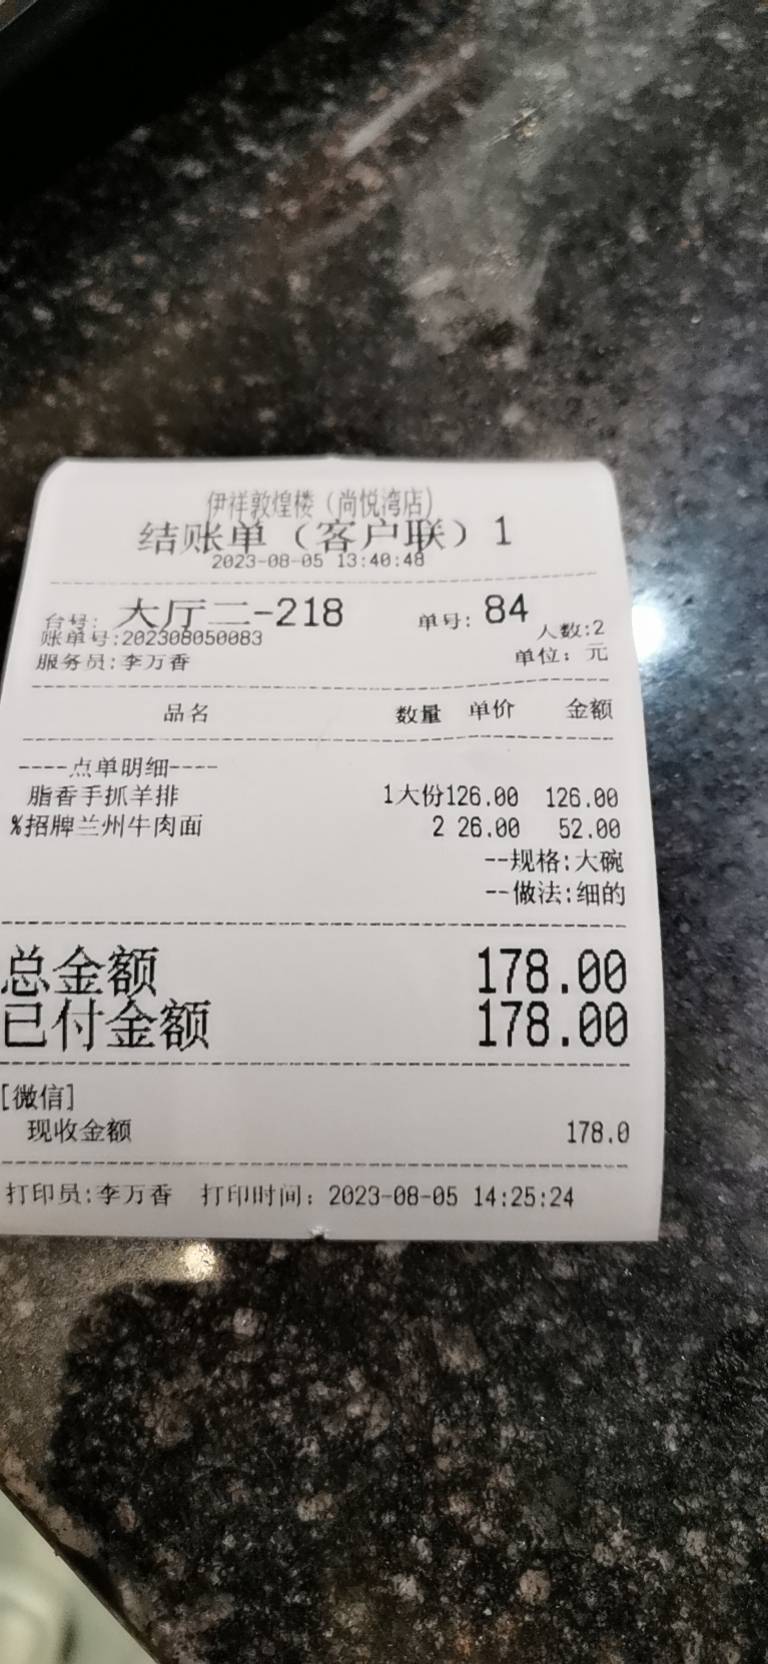 伊祥敦煌楼（尚悦湾店）
结账单（客户联）1
2023-08-05 13:40:48
台号: 大厅二-218 单号: 84 人数:2
账单号:202308050083
服务员:李万香 单位: 元
品名 数量 单价 金额
----点单明细----
脂香手抓羊排 1大份126.00 126.00
%招牌兰州牛肉面 2 26.00 52.00
--规格:大碗
--做法:细的
总金额 178.00
已付金额 178.00
[微信]
现收金额 178.0
打印员:李万香 打印时间: 2023-08-05 14:25:24